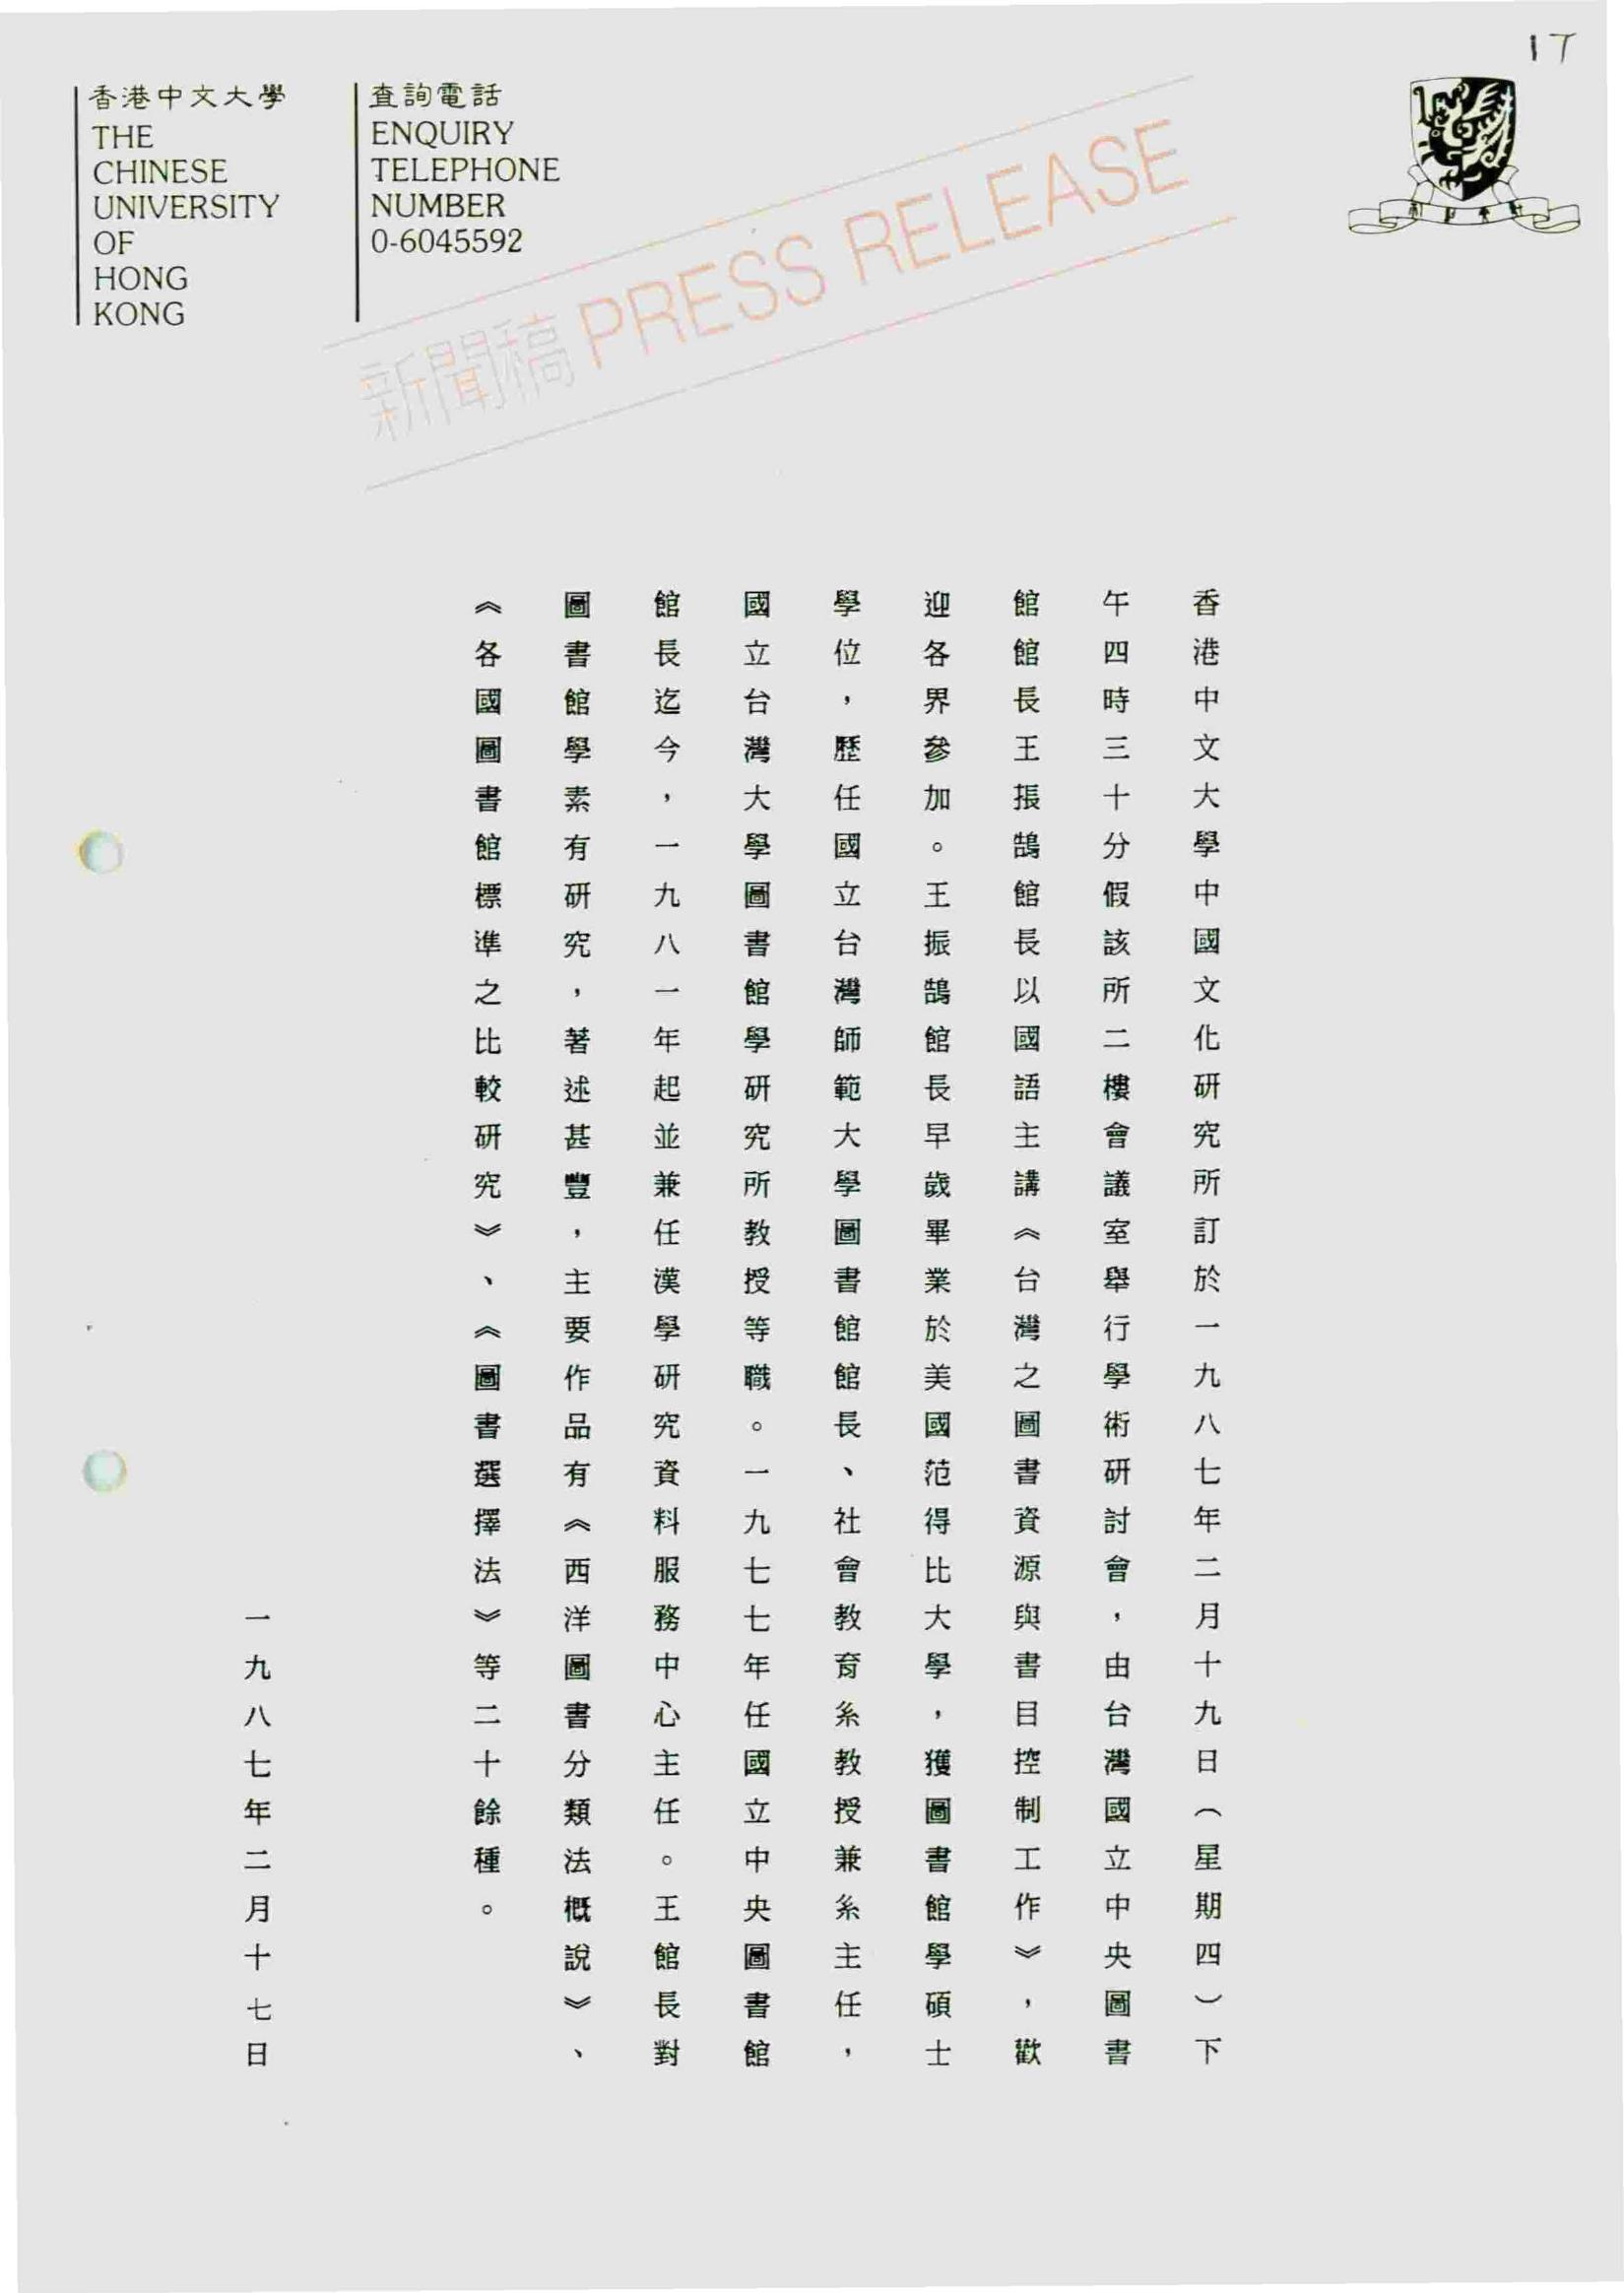 17
香港中文大學
THE
CHINESE
UNIVERSITY
OF
HONG
KONG
查詢電話
ENQUIRY
TELEPHONE
NUMBER
0-6045592
新聞稿 PRESS RELEASE
香港中文大學中國文化研究所訂於一九八七年二月十九日（星期四）下
午四時三十分假該所二樓會議室舉行學術研討會，由台灣國立中央圖書
館館長王振鵠館長以國語主講《台灣之圖書資源與書目控制工作》，歡
迎各界參加。王振鵠館長早歲畢業於美國范得比大學，獲圖書館學碩士
學位，歷任國立台灣師範大學圖書館館長、社會教育系教授兼系主任，
國立台灣大學圖書館學研究所教授等職。一九七七年任國立中央圖書館
館長迄今，一九八一年起並兼任漢學研究資料服務中心主任。王館長對
圖書館學素有研究，著述甚豐，主要作品有《西洋圖書分類法概說》、
《各國圖書館標準之比較研究》、《圖書選擇法》等二十餘種。
一九八七年二月十七日